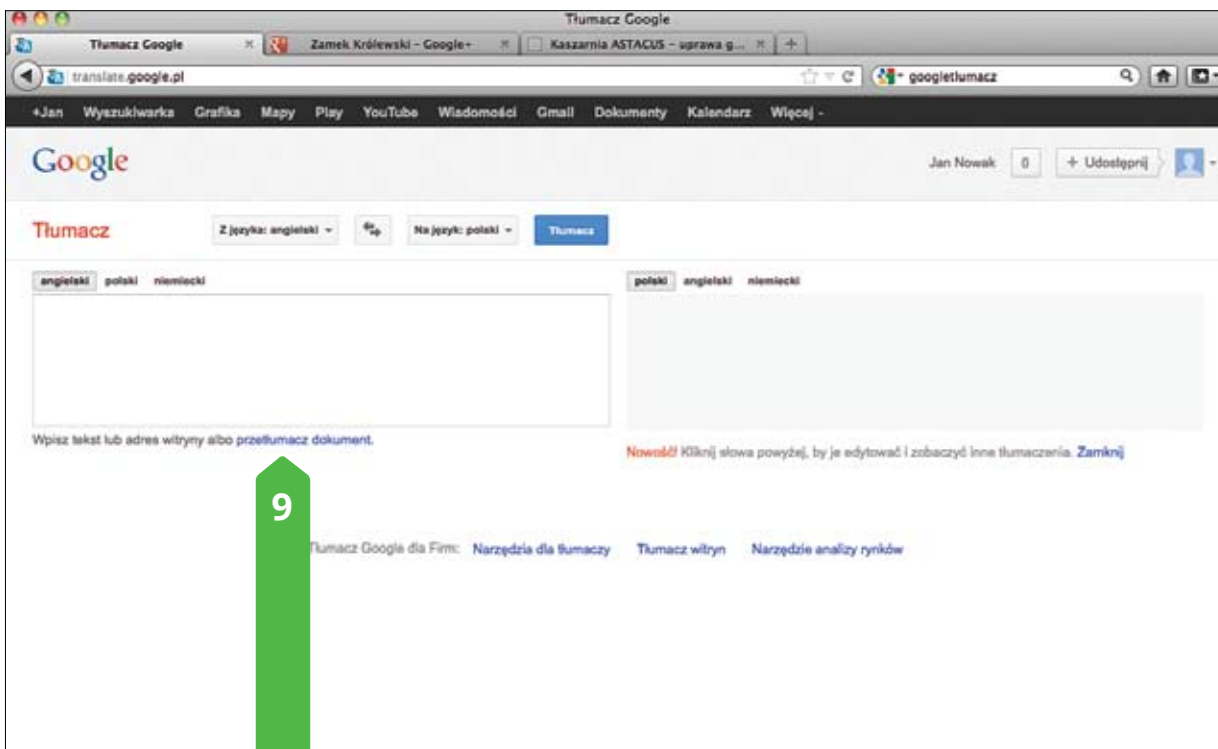 Tłumacz Google
Tłumacz Google
Zamek Królewski - Google+
Kaszarnia ASTACUS - uprawa g...
translate.google.pl
googletlumacz
+Jan Wyszukiwarka Grafika Mapy Play YouTube Wiadomości Gmail Dokumenty Kalendarz Więcej
Google
Jan Nowak 0 + Udostępnij
Tłumacz
Z języka: angielski
Na język: polski
Tłumacz
angielski polski niemiecki
polski angielski niemiecki
Wpisz tekst lub adres witryny albo przetłumacz dokument.
Nowość! Kliknij słowa powyżej, by je edytować i zobaczyć inne tłumaczenia. Zamknij
9
Tłumacz Google dla Firm: Narzędzia dla tłumaczy Tłumacz witryn Narzędzie analizy rynków